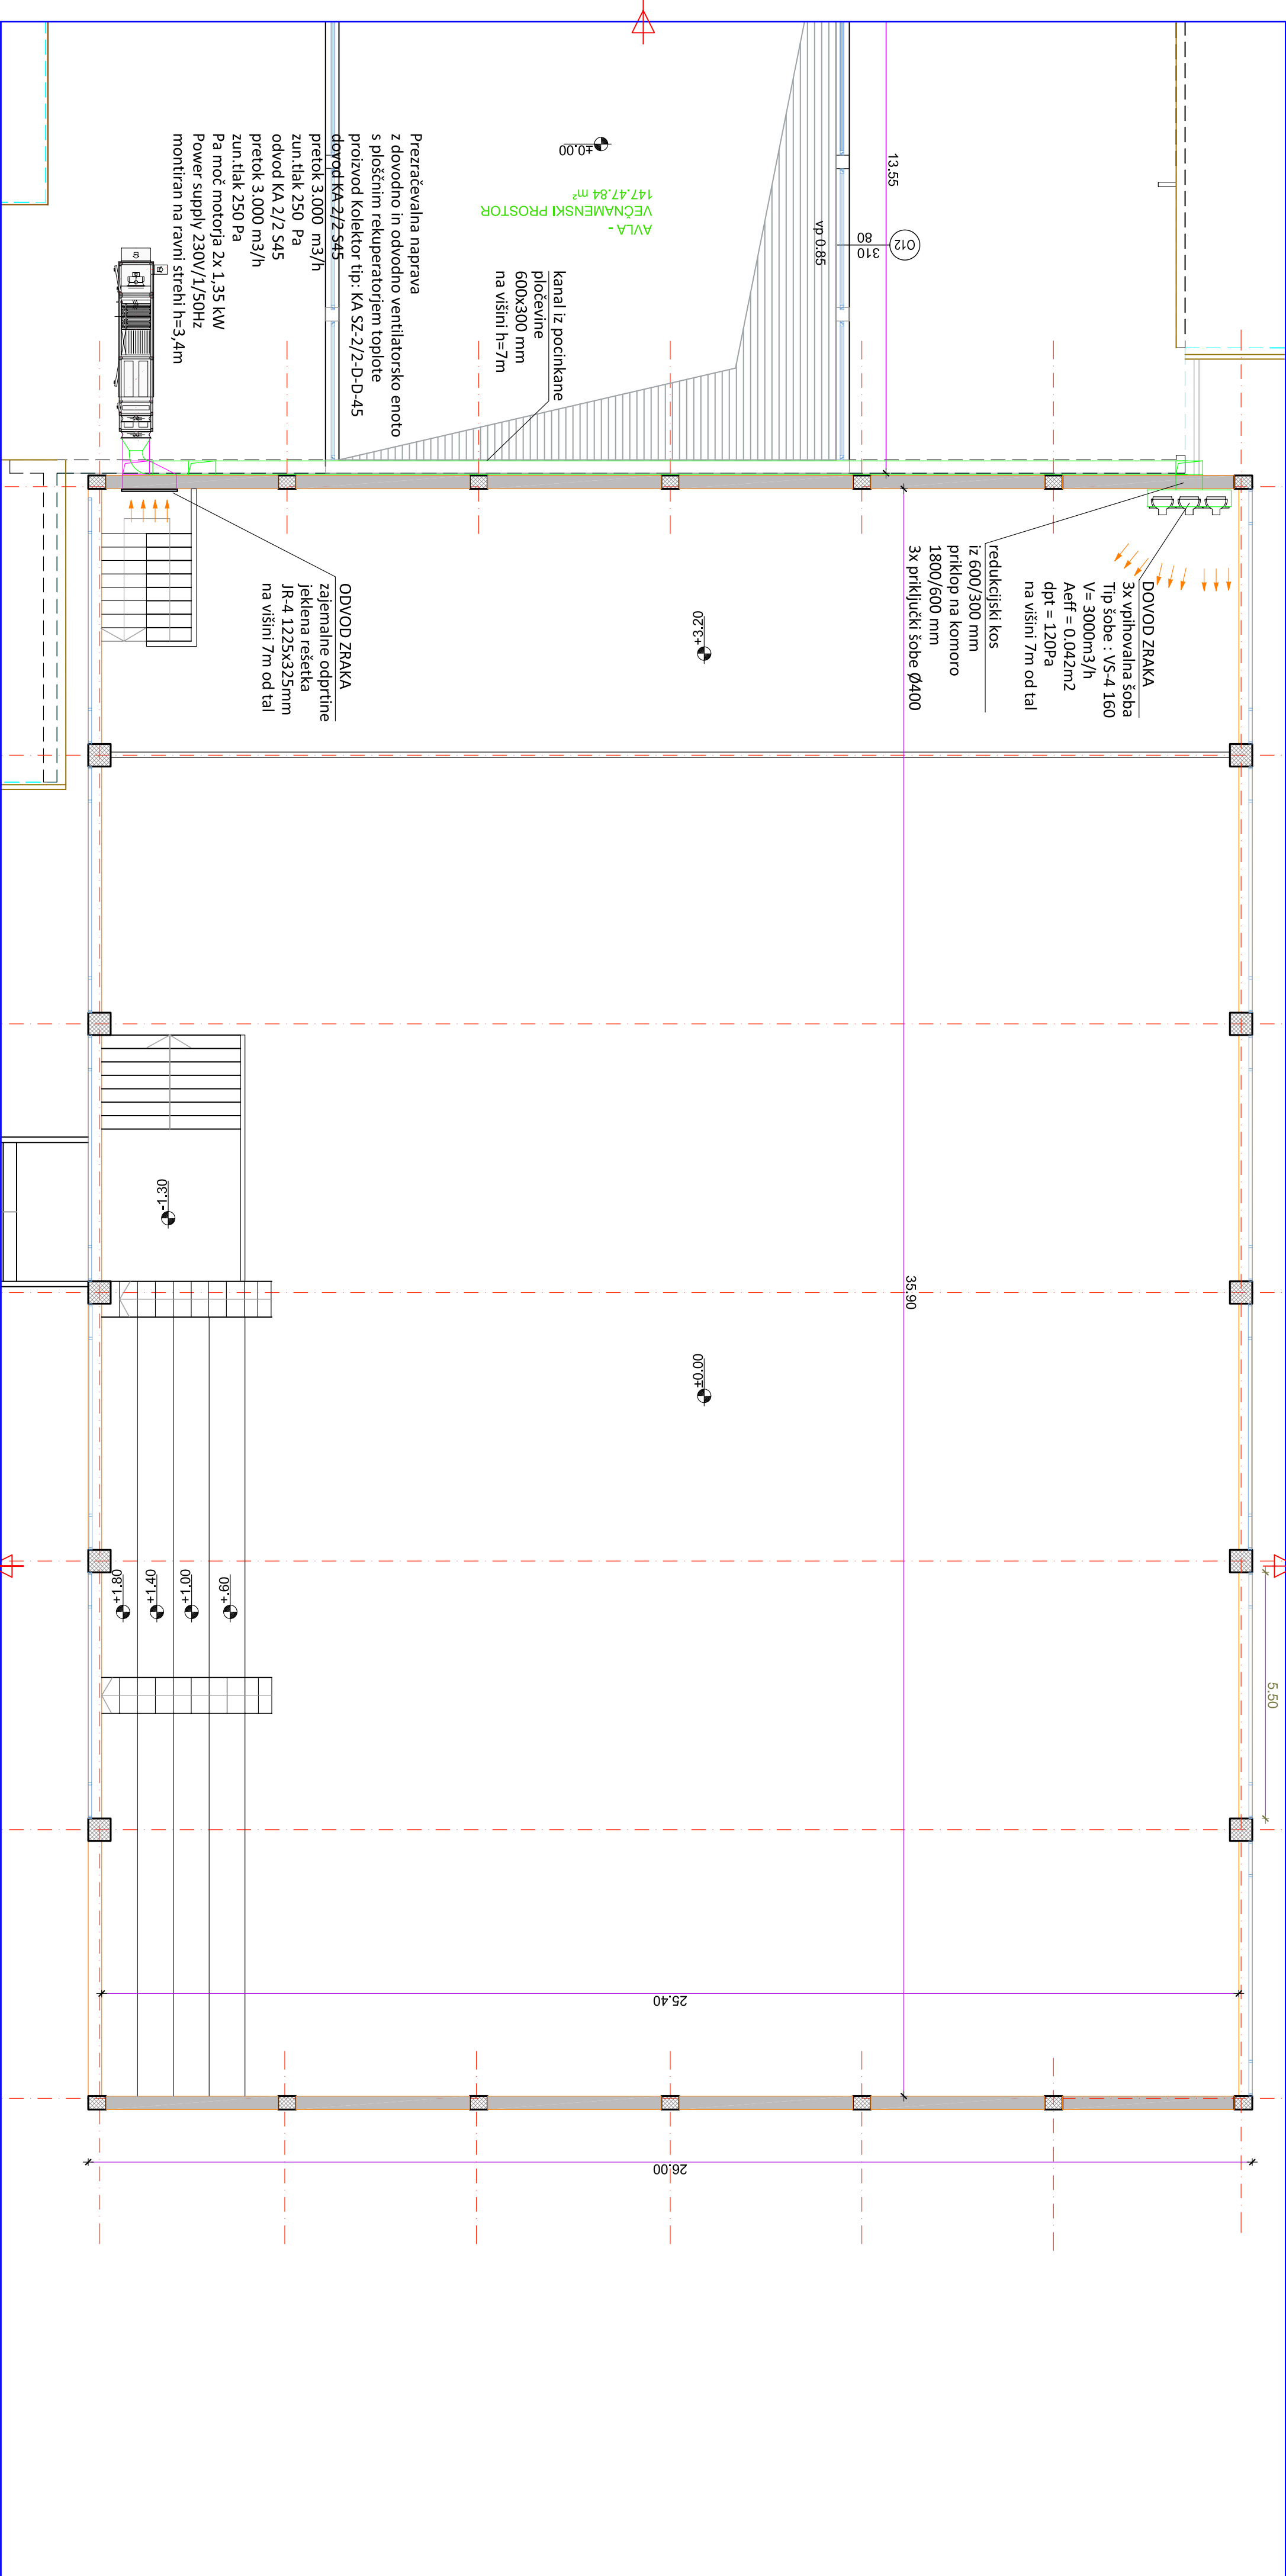 Prezračevalna naprava
z dovodno in odvodno ventilatorsko enoto
s ploščnim rekuperatorjem toplote
proizvod Kolektor tip: KA SZ-2/2-D-D-45
dovod KA 2/2 S45
pretok 3.000  m3/h
zun.tlak 250  Pa
odvod KA 2/2 S45
pretok 3.000 m3/h
zun.tlak 250 Pa
Pa moč motorja 2x 1,35 kW
Power supply 230V/1/50Hz
montiran na ravni strehi h=3,4m
±0.00
AVLA -
VEČNAMENSKI PROSTOR
147.47.84 m²
13.55
O12
310
80
vp 0.85
kanal iz pocinkane
pločevine
600x300 mm
na višini h=7m
DOVOD ZRAKA
3x vpihovalna šoba
Tip šobe : VS-4 160
V= 3000m3/h
Aeff = 0.042m2
dpt = 120Pa
na višini 7m od tal
redukcijski kos
iz 600/300 mm
priklop na komoro
1800/600 mm
3x priključki šobe Ø400
ODVOD ZRAKA
zajemalne odprtine
jeklena rešetka
JR-4 1225x325mm
na višini 7m od tal
+3.20
-1.30
35.90
±0.00
+1.80
+1.40
+1.00
+.60
5.50
25.40
26.00